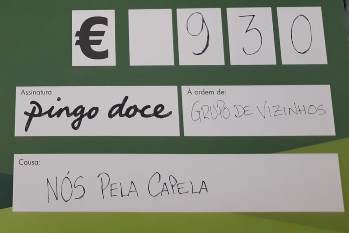 € 930
Assinatura À ordem de:
pingo doce GRUPO DE VIZINHOS
Causa:
NÓS PELA CAPELA